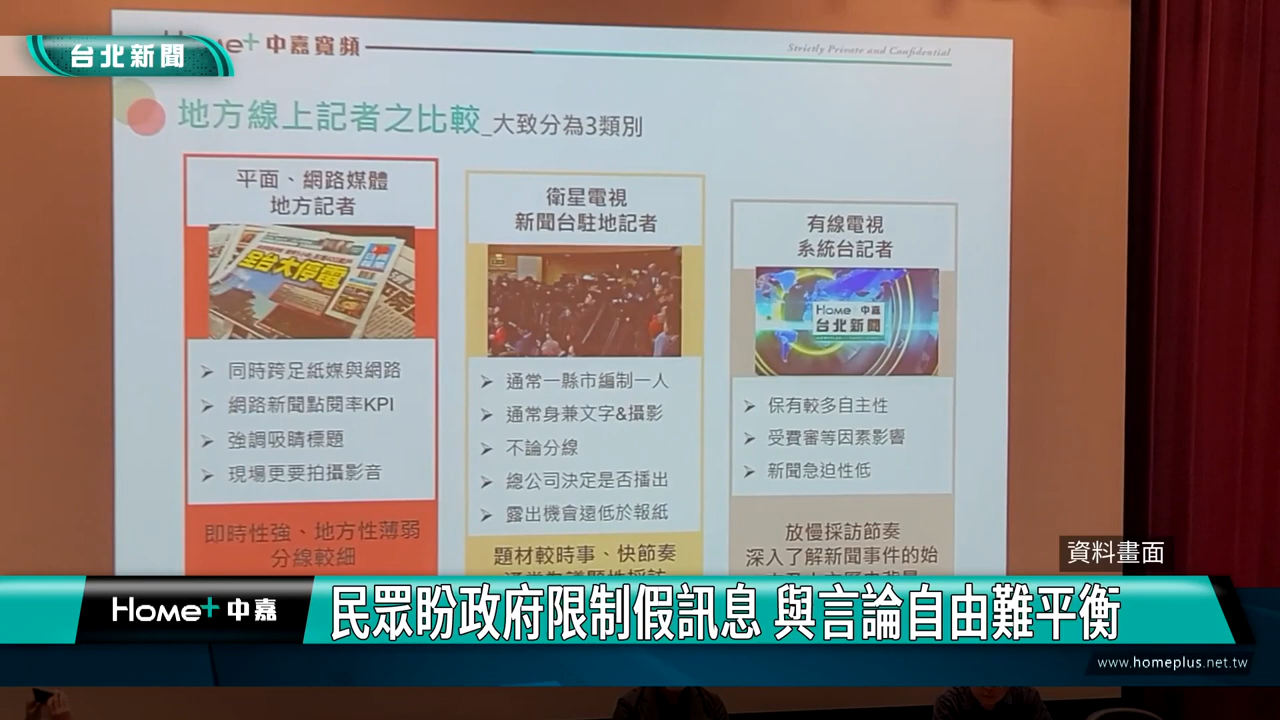 台北新聞
Home+中嘉寬頻
Strictly Private and Confidential
地方線上記者之比較_大致分為3類別
平面、網路媒體
地方記者
全台大停電
同時跨足紙媒與網路
網路新聞點閱率KPI
強調吸睛標題
現場更要拍攝影音
即時性強、地方性薄弱
分線較細
衛星電視
新聞台駐地記者
通常一縣市編制一人
通常身兼文字&攝影
不論分線
總公司決定是否播出
露出機會遠低於報紙
題材較時事、快節奏
有線電視
系統台記者
Home+中嘉
台北新聞
保有較多自主性
受費審等因素影響
新聞急迫性低
放慢採訪節奏
深入了解新聞事件的始
資料畫面
Home+中嘉
民眾盼政府限制假訊息 與言論自由難平衡
www.homeplus.net.tw